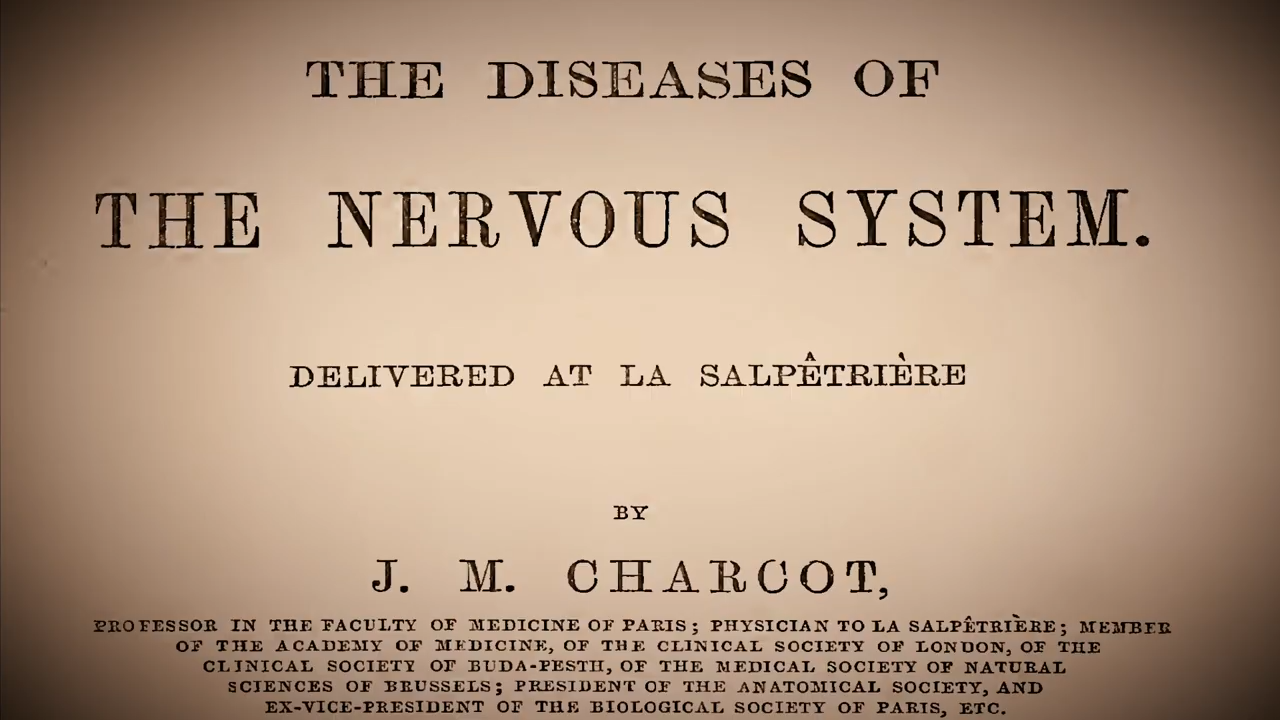 THE DISEASES OF
THE NERVOUS SYSTEM.
DELIVERED AT LA SALPÊTRIÈRE
BY
J. M. CHARCOT,
PROFESSOR IN THE FACULTY OF MEDICINE OF PARIS; PHYSICIAN TO LA SALPÊTRIÈRE; MEMBER
OF THE ACADEMY OF MEDICINE, OF THE CLINICAL SOCIETY OF LONDON, OF THE
CLINICAL SOCIETY OF BUDA-PESTH, OF THE MEDICAL SOCIETY OF NATURAL
SCIENCES OF BRUSSELS; PRESIDENT OF THE ANATOMICAL SOCIETY, AND
EX-VICE-PRESIDENT OF THE BIOLOGICAL SOCIETY OF PARIS, ETC.